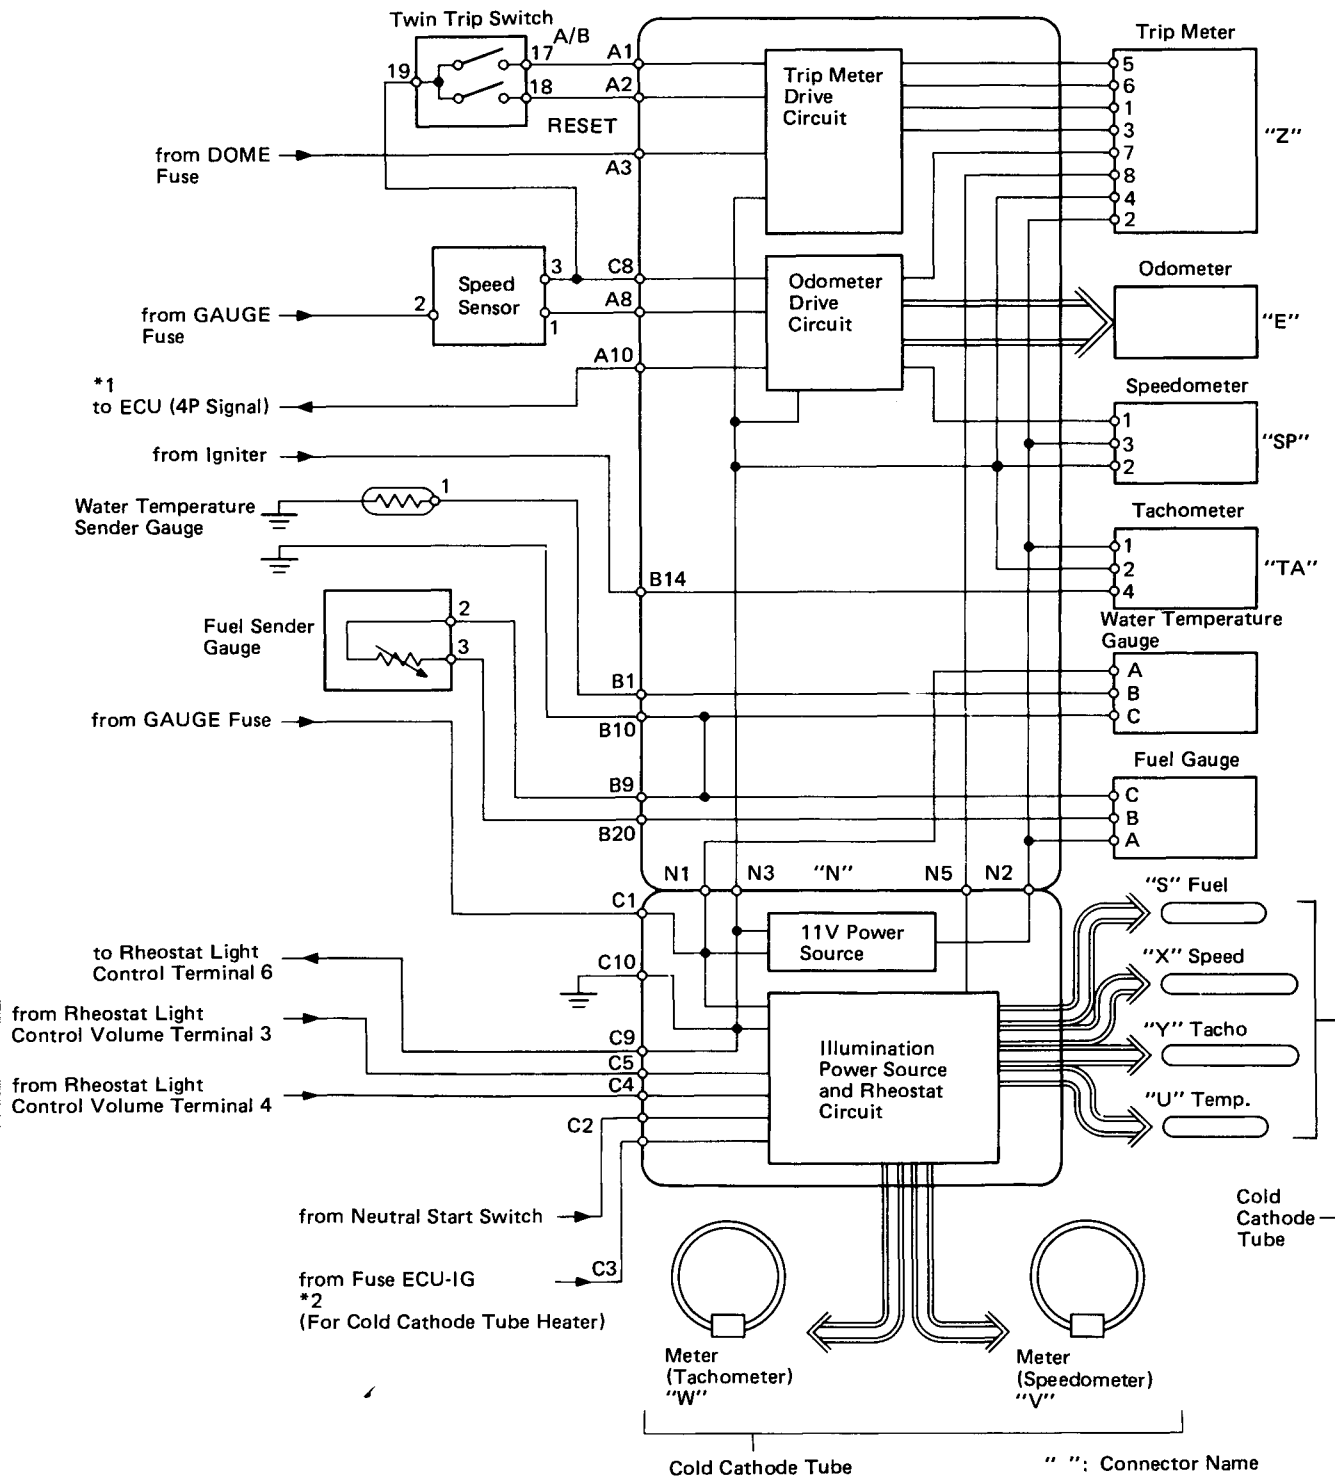 Twin Trip Switch
A/B
17
19
18
RESET
A1
A2
A3
from DOME
Fuse
Trip Meter
Drive
Circuit
Trip Meter
5
6
1
3
7
8
4
2
"Z"
Speed
Sensor
3
2
1
from GAUGE
Fuse
C8
A8
A10
Odometer
Drive
Circuit
Odometer
"E"
*1
to ECU (4P Signal)
from Igniter
Speedometer
1
3
2
"SP"
Water Temperature
Sender Gauge
1
Tachometer
1
2
4
"TA"
B14
Fuel Sender
Gauge
2
3
Water Temperature
Gauge
A
B
C
B1
B10
from GAUGE Fuse
Fuel Gauge
C
B
A
B9
B20
N1
N3
"N"
N5
N2
C1
11V Power
Source
"S" Fuel
to Rheostat Light
Control Terminal 6
C10
"X" Speed
from Rheostat Light
Control Volume Terminal 3
"Y" Tacho
C9
C5
C4
from Rheostat Light
Control Volume Terminal 4
C2
Illumination
Power Source
and Rheostat
Circuit
"U" Temp.
from Neutral Start Switch
Cold
Cathode
Tube
from Fuse ECU-IG
C3
*2
(For Cold Cathode Tube Heater)
Meter
(Tachometer)
"W"
Meter
(Speedometer)
"V"
Cold Cathode Tube
" ": Connector Name